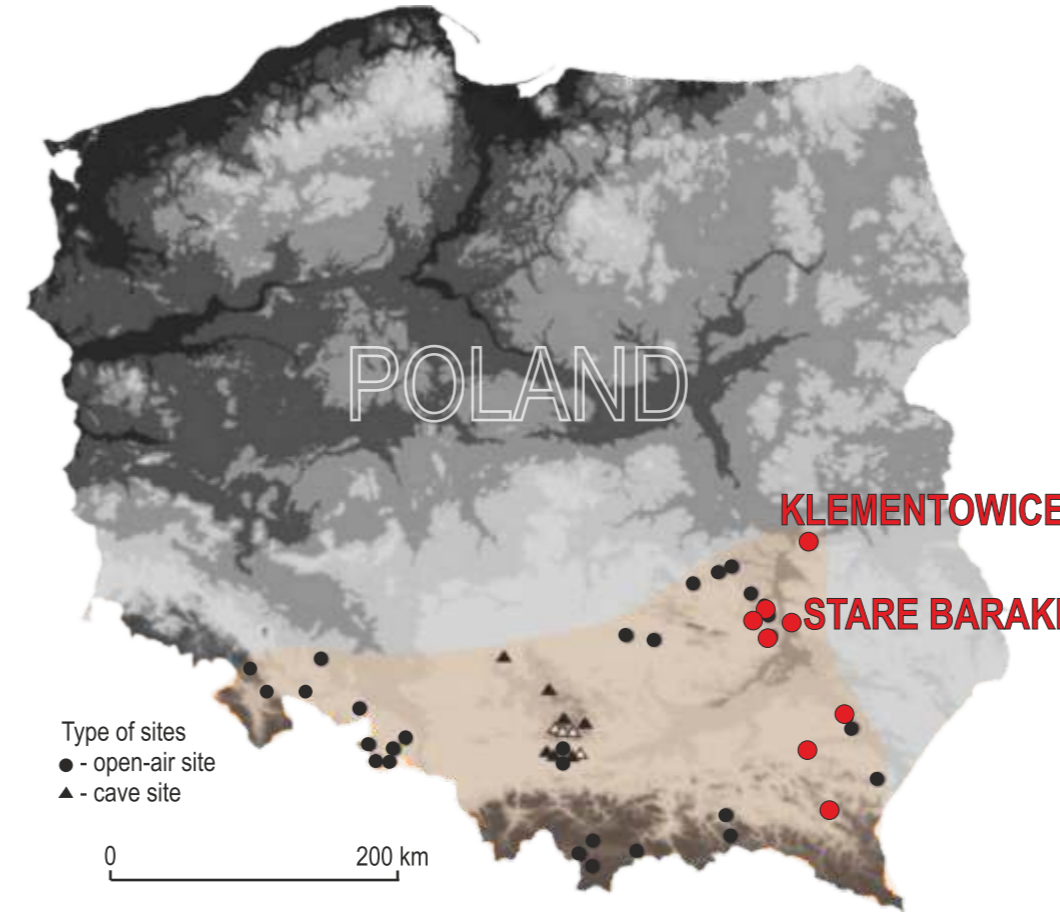 POLAND
KLEMENTOWICE
STARE BARAKI
Type of sites
- open-air site
- cave site
0 200 km